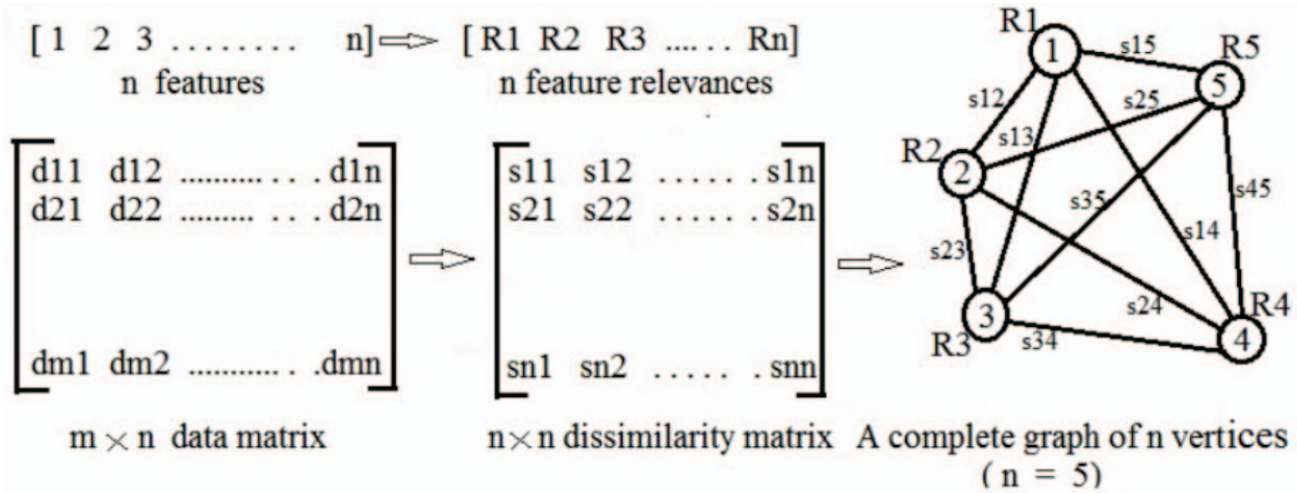 [ 1 2 3 ........ n] ⇒ [ R1 R2 R3 ...... Rn]
n features
n feature relevances
d11 d12 .......... . . . d1n
d21 d22 ......... . . . d2n
dm1 dm2 ........... . . .dmn
m × n data matrix
s11 s12 . . . . . . . s1n
s21 s22 . . . . . . . s2n
sn1 sn2 . . . . . . . snn
n×n dissimilarity matrix
R1
1
s15
R5
5
s12
s25
s13
R2
2
s35
s45
s23
s14
s24
R4
3
R3
s34
4
A complete graph of n vertices
( n = 5)